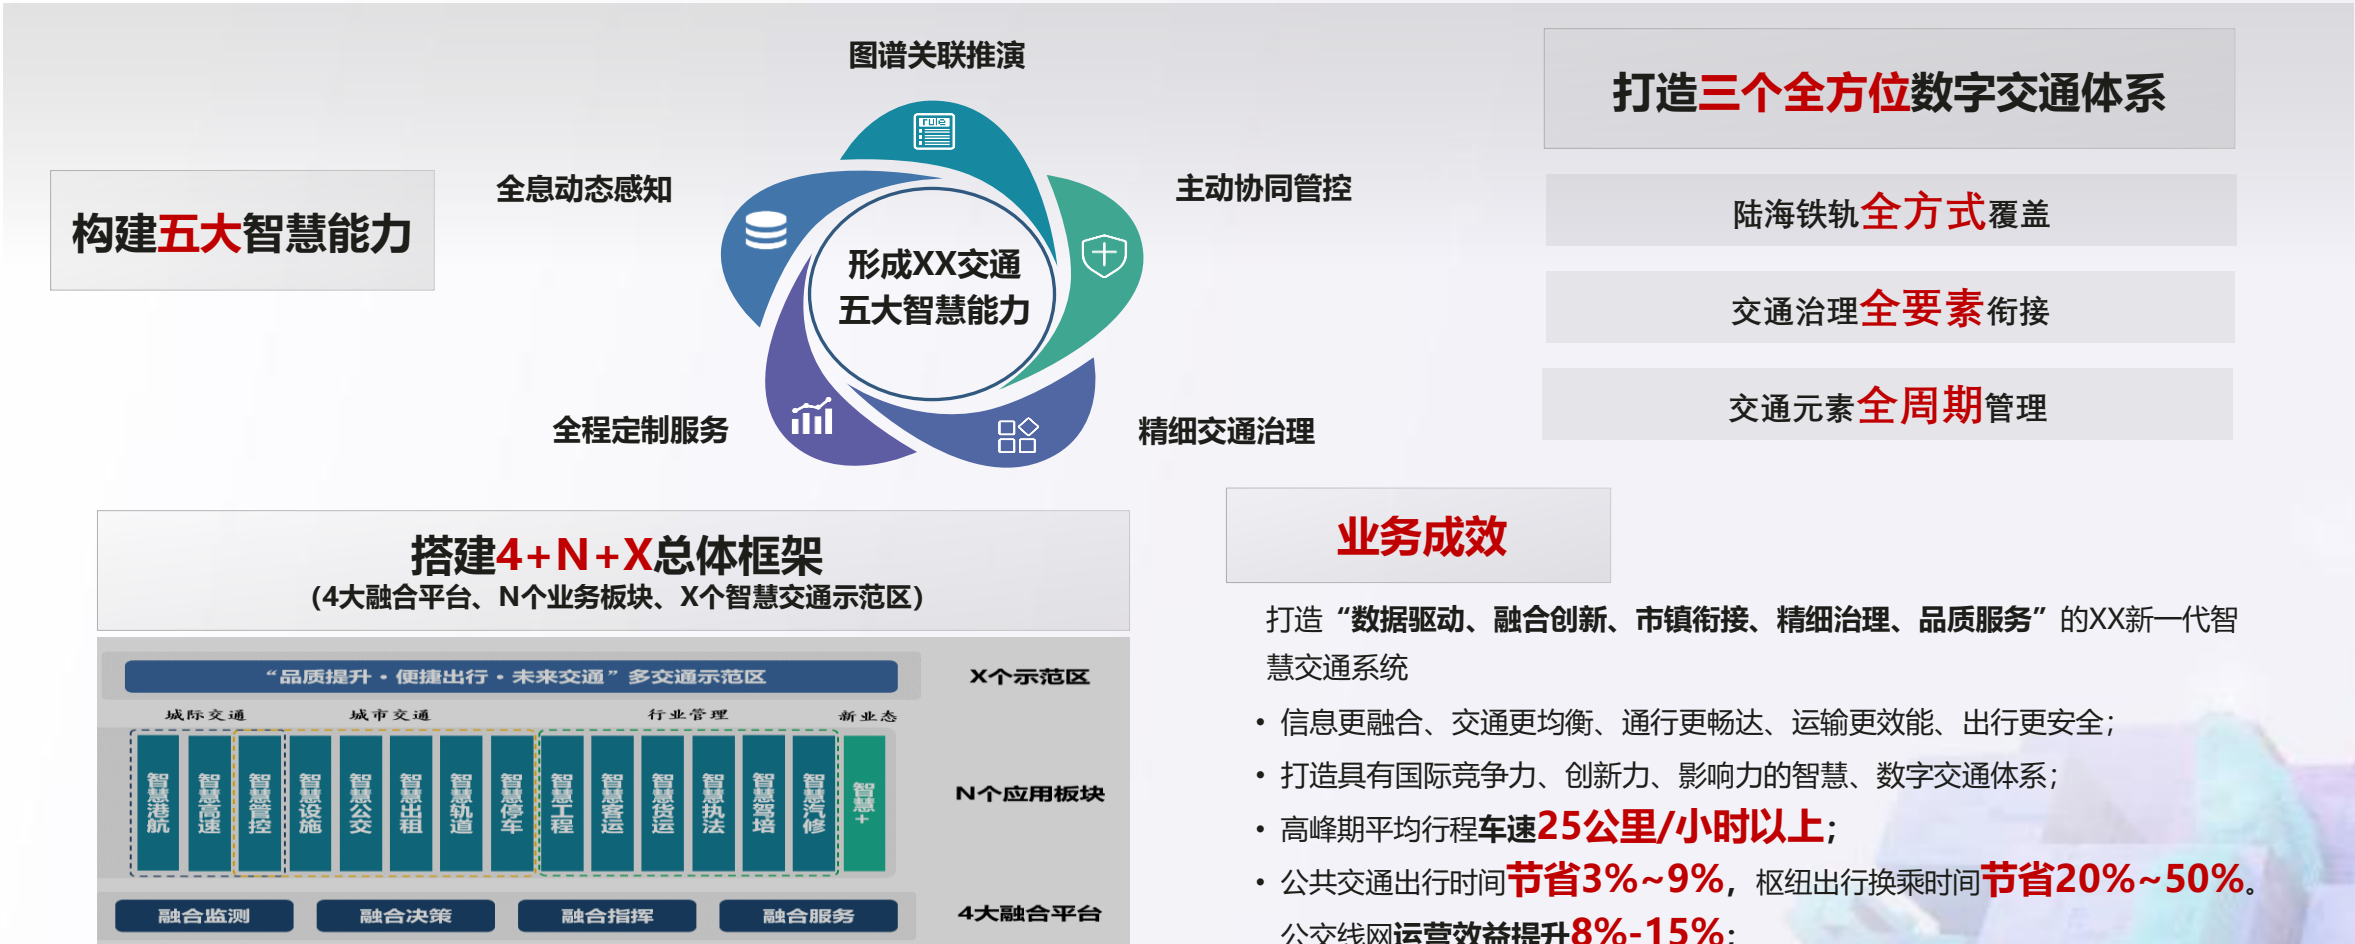 图谱关联推演
打造三个全方位数字交通体系
全息动态感知
rule
主动协同管控
构建五大智慧能力
陆海铁轨全方式覆盖
形成XX交通
五大智慧能力
交通治理全要素衔接
全程定制服务
精细交通治理
交通元素全周期管理
搭建4+N+X总体框架
(4大融合平台、N个业务板块、X个智慧交通示范区)
“品质提升·便捷出行·未来交通”多交通示范区
X个示范区
城际交通
城市交通
行业管理
新业态
智慧港航
智慧高速
智慧管控
智慧设施
智慧公交
智慧出租
智慧轨道
智慧停车
智慧工程
智慧客运
智慧货运
智慧执法
智慧驾培
智慧汽修
智慧+
N个应用板块
融合监测
融合决策
融合指挥
融合服务
4大融合平台
业务成效
打造“数据驱动、融合创新、市镇衔接、精细治理、品质服务”的XX新一代智
慧交通系统
• 信息更融合、交通更均衡、通行更畅达、运输更效能、出行更安全；
• 打造具有国际竞争力、创新力、影响力的智慧、数字交通体系；
• 高峰期平均行程车速25公里/小时以上；
• 公共交通出行时间节省3%~9%，枢纽出行换乘时间节省20%~50%。
公交线网运营效益提升8%-15%；